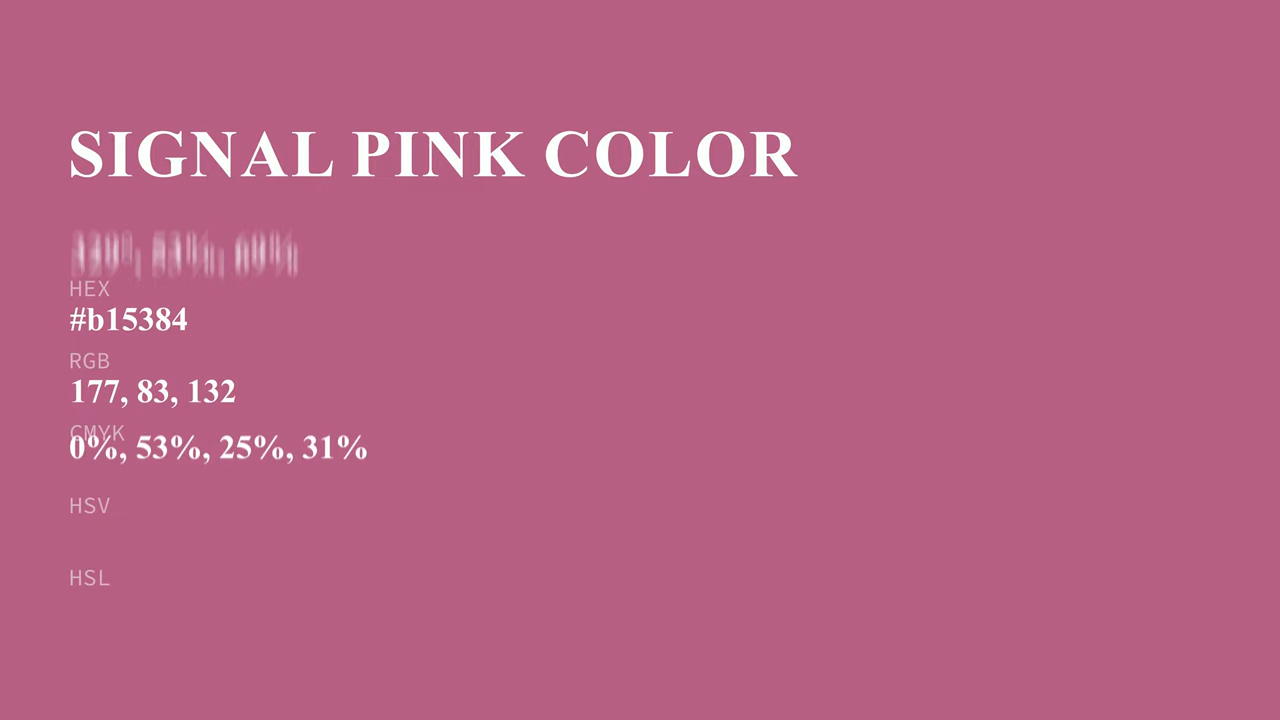 SIGNAL PINK COLOR
HEX
#b15384
RGB
177, 83, 132
CMYK
0%, 53%, 25%, 31%
HSV
HSL